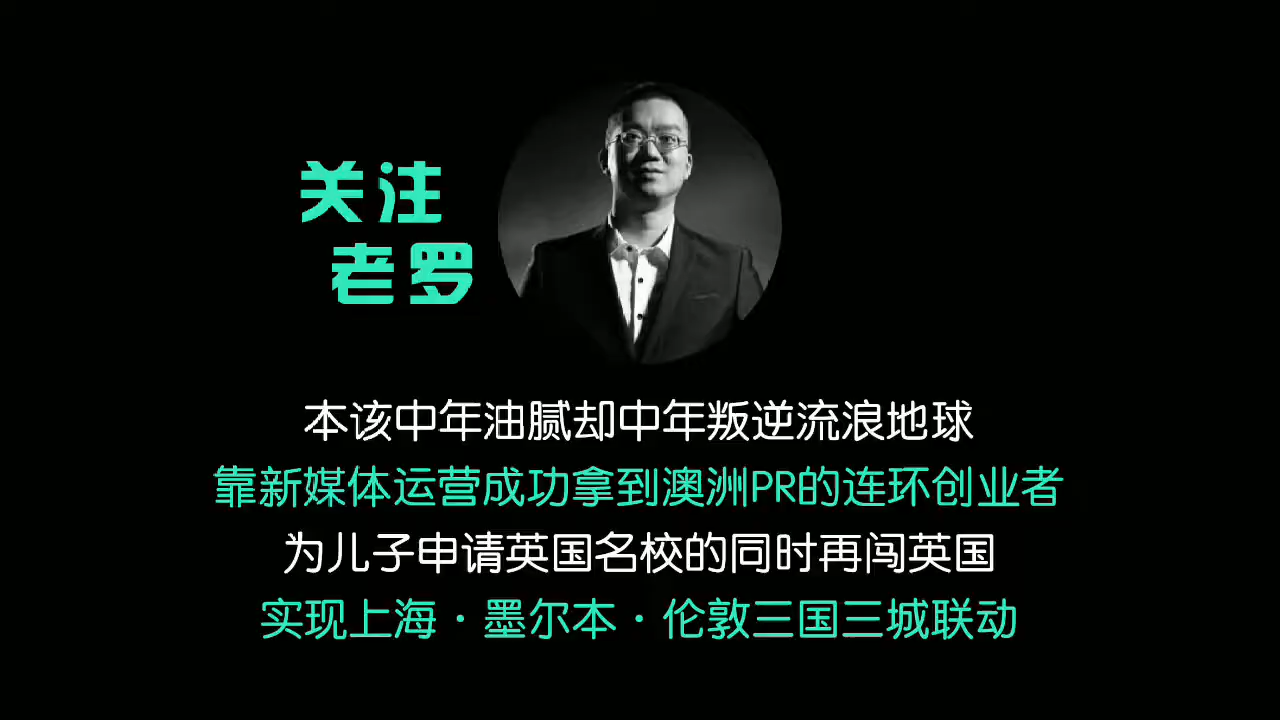 关注
老罗
本该中年油腻却中年叛逆流浪地球
靠新媒体运营成功拿到澳洲PR的连环创业者
为儿子申请英国名校的同时再闯英国
实现上海·墨尔本·伦敦三国三城联动